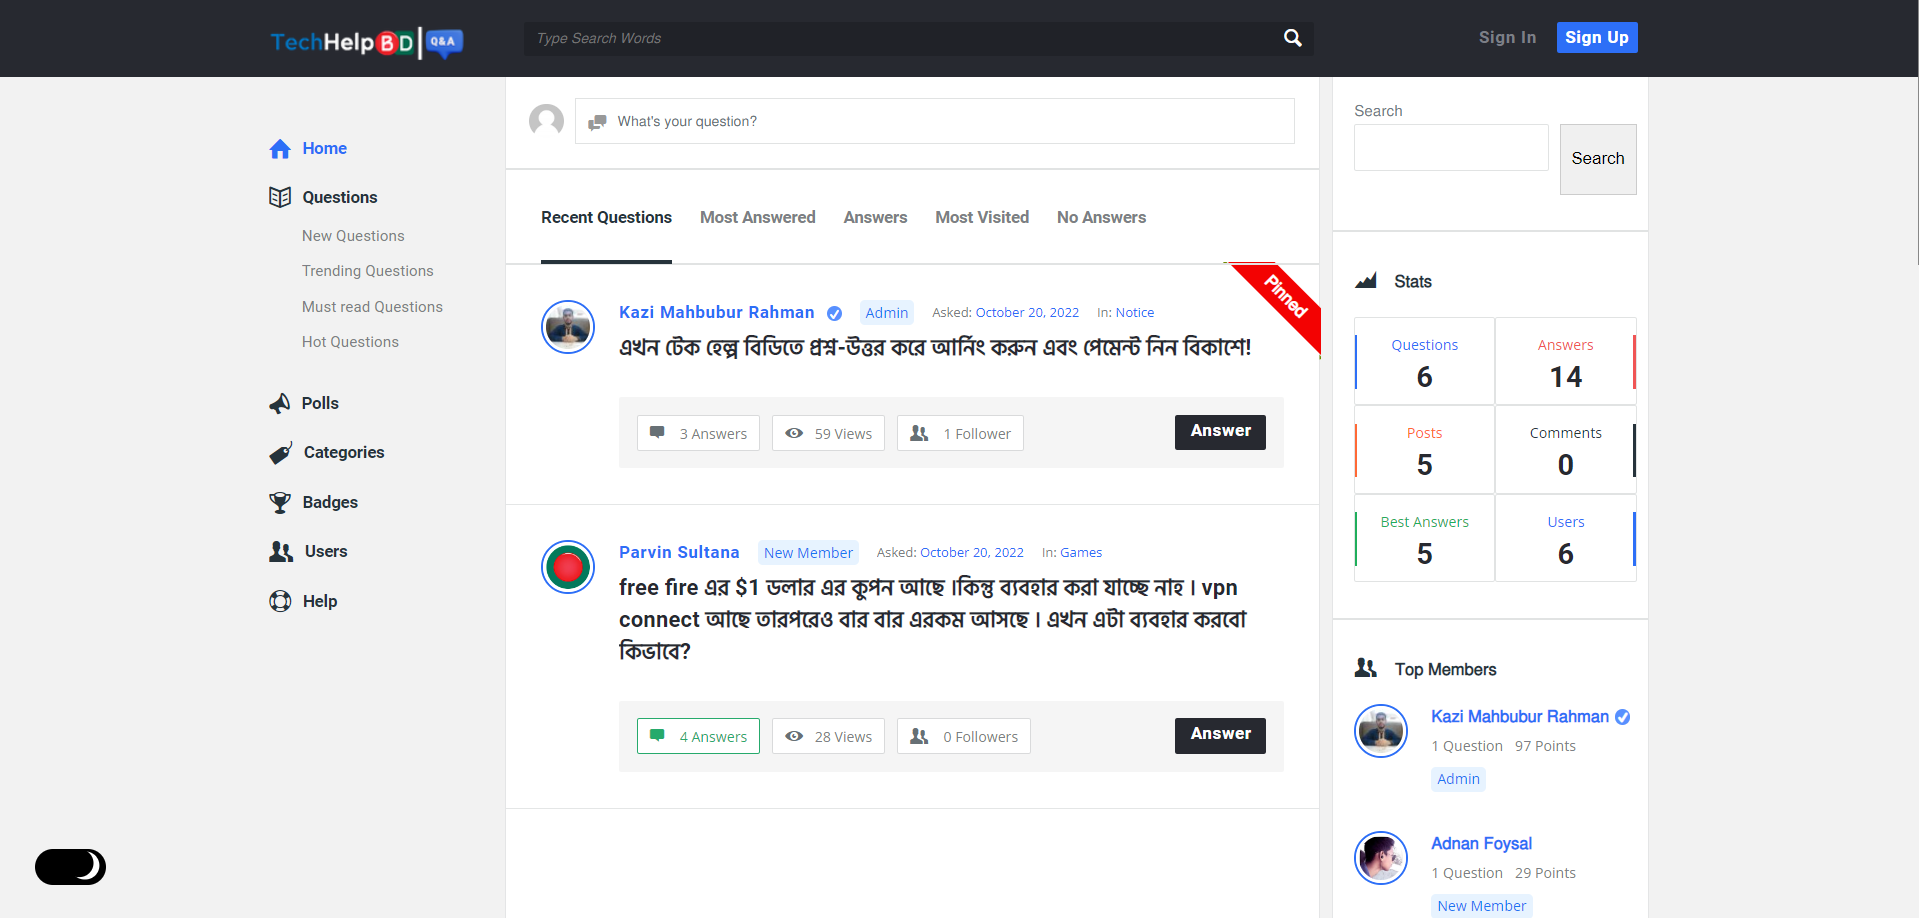 TechHelpBD Q&A
Type Search Words
Sign In
Sign Up
Home
Questions
New Questions
Trending Questions
Must read Questions
Hot Questions
Polls
Categories
Badges
Users
Help
What's your question?
Recent Questions Most Answered Answers Most Visited No Answers
Pinned
Kazi Mahbubur Rahman Admin Asked: October 20, 2022 In: Notice
এখন টেক হেল্প বিডিতে প্রশ্ন-উত্তর করে আর্নিং করুন এবং পেমেন্ট নিন বিকাশে!
3 Answers 59 Views 1 Follower Answer
Parvin Sultana New Member Asked: October 20, 2022 In: Games
free fire এর $1 ডলার এর কুপন আছে ।কিন্তু ব্যবহার করা যাচ্ছে নাহ । vpn
connect আছে তারপরেও বার বার এরকম আসছে । এখন এটা ব্যবহার করবো
কিভাবে?
4 Answers 28 Views 0 Followers Answer
Search
Search
Stats
Questions
6
Answers
14
Posts
5
Comments
0
Best Answers
5
Users
6
Top Members
Kazi Mahbubur Rahman
1 Question 97 Points
Admin
Adnan Foysal
1 Question 29 Points
New Member